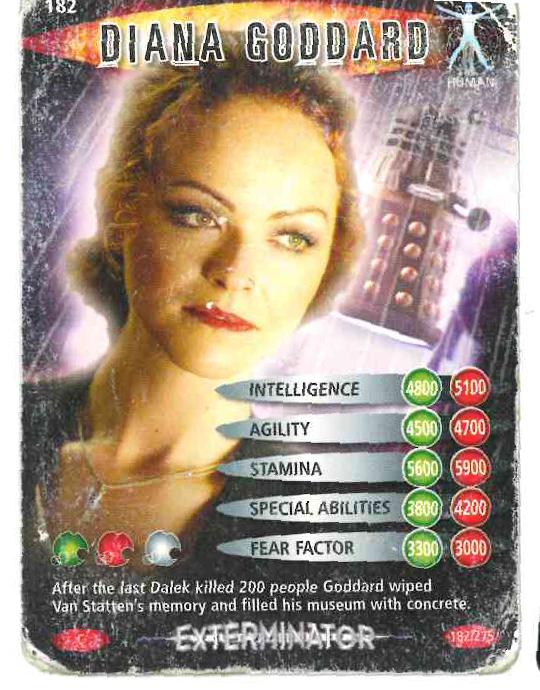 182
DIANA GODDARD
HUMAN
INTELLIGENCE 4800 5100
AGILITY 4500 4700
STAMINA 5600 5900
SPECIAL ABILITIES 3800 4200
FEAR FACTOR 3300 3000
After the last Dalek killed 200 people Goddard wiped
Van Statten's memory and filled his museum with concrete.
C EXTERMINATOR 182/275